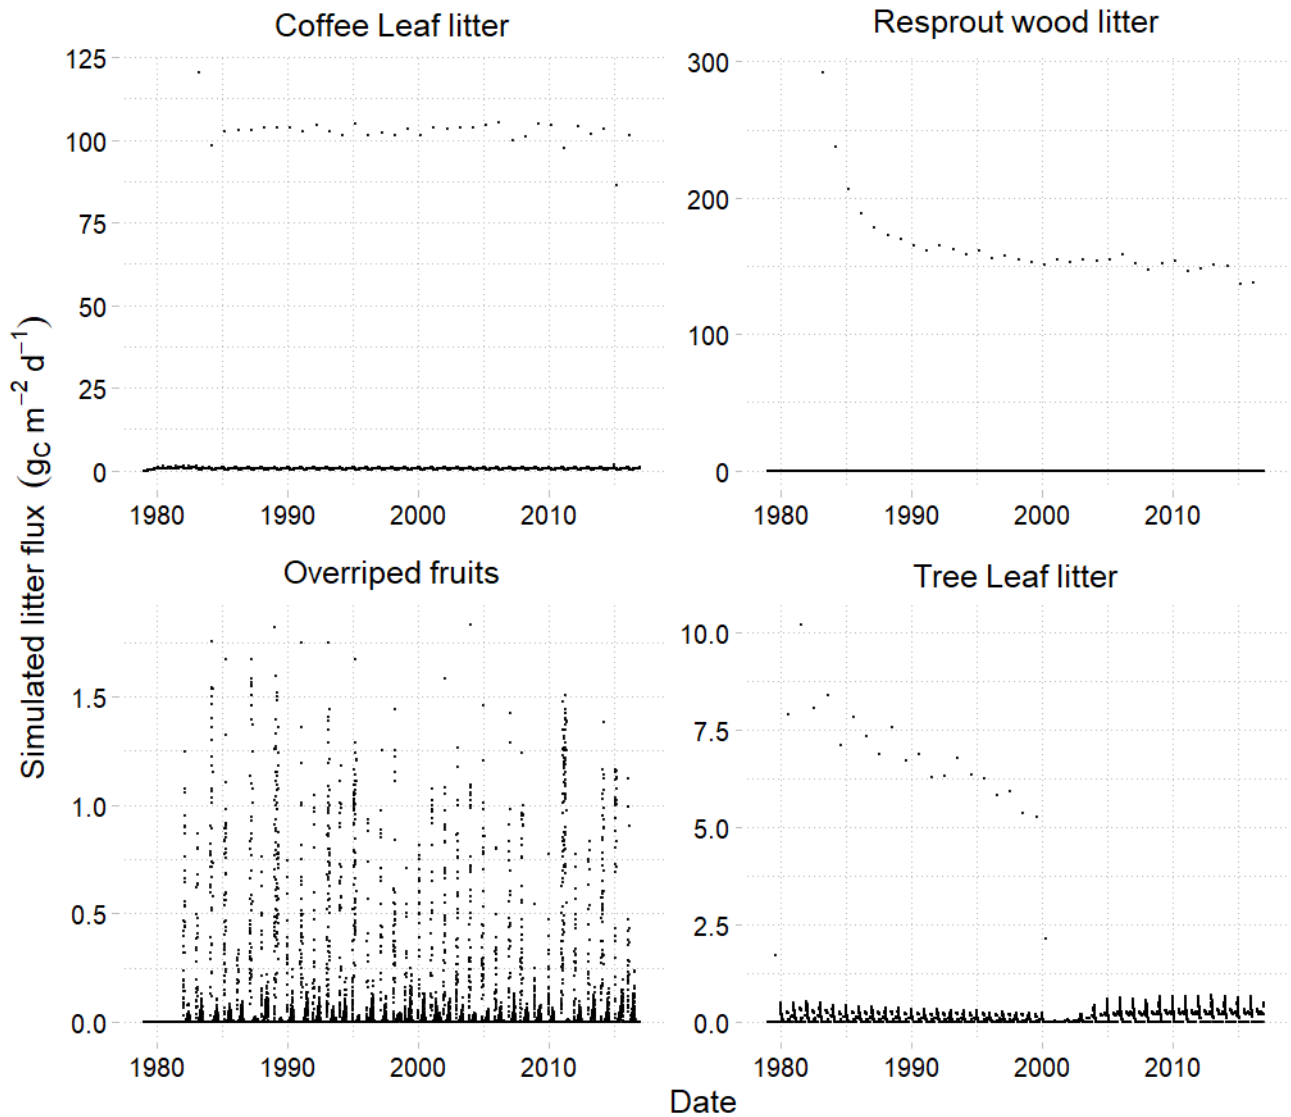 Coffee Leaf litter
Resprout wood litter
125
100
75
50
25
0
1980 1990 2000 2010
300
200
100
0
1980 1990 2000 2010
Simulated litter flux (g_C m^−2 d^−1)
Overriped fruits
Tree Leaf litter
1.5
1.0
0.5
0.0
1980 1990 2000 2010
10.0
7.5
5.0
2.5
0.0
1980 1990 2000 2010
Date